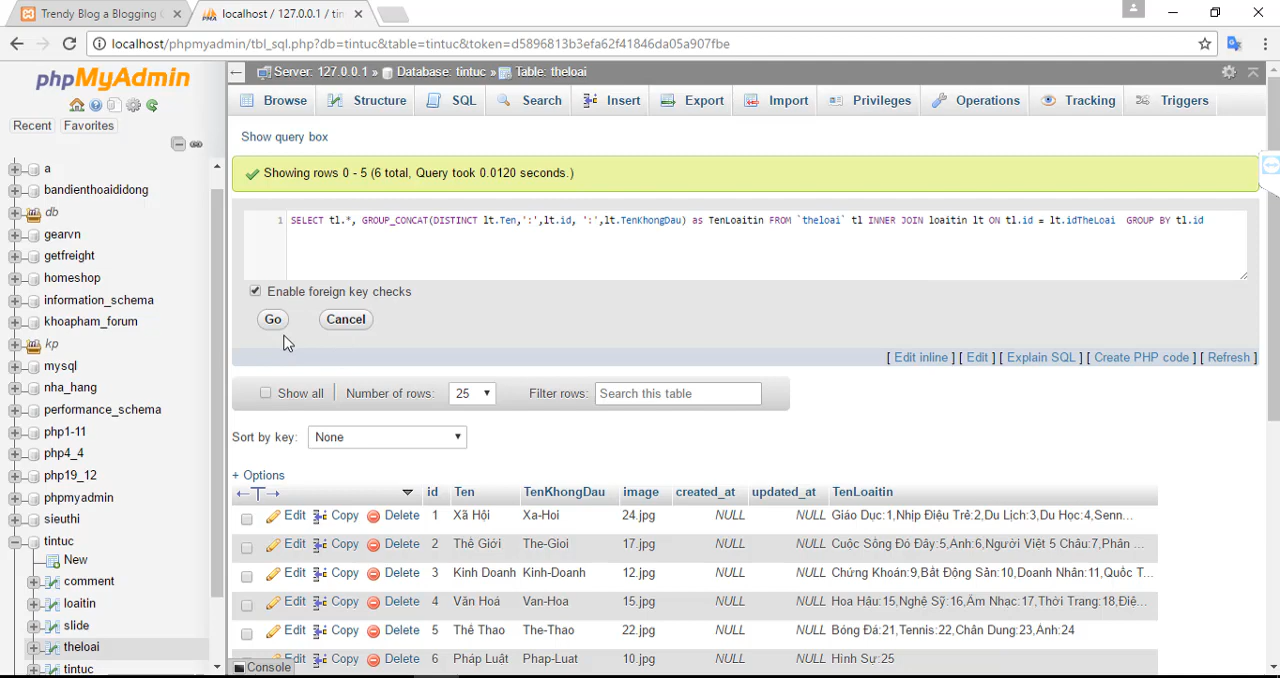 Trendy Blog a Blogging
localhost / 127.0.0.1 / tin
localhost/phpmyadmin/tbl_sql.php?db=tintuc&table=tintuc&token=d5896813b3efa62f41846da05a907fbe
phpMyAdmin
Recent Favorites
a
bandienthoaididong
db
gearvn
getfreight
homeshop
information_schema
khoapham_forum
kp
mysql
nha_hang
performance_schema
php1-11
php4_4
php19_12
phpmyadmin
sieuthi
tintuc
New
comment
loaitin
slide
theloai
tintuc
Server: 127.0.0.1 » Database: tintuc » Table: theloai
Browse Structure SQL Search Insert Export Import Privileges Operations Tracking Triggers
Show query box
Showing rows 0 - 5 (6 total, Query took 0.0120 seconds.)
1 SELECT tl.*, GROUP_CONCAT(DISTINCT lt.Ten,':',lt.id, ':',lt.TenKhongDau) as TenLoaitin FROM `theloai` tl INNER JOIN loaitin lt ON tl.id = lt.idTheLoai GROUP BY tl.id
Enable foreign key checks
Go Cancel
[ Edit inline ] [ Edit ] [ Explain SQL ] [ Create PHP code ] [ Refresh ]
Show all Number of rows: 25 Filter rows: Search this table
Sort by key: None
+ Options
id Ten TenKhongDau image created_at updated_at TenLoaitin
Edit Copy Delete 1 Xã Hội Xa-Hoi 24.jpg NULL NULL Giáo Dục:1,Nhịp Điệu Trẻ:2,Du Lịch:3,Du Học:4,Senn...
Edit Copy Delete 2 Thế Giới The-Gioi 17.jpg NULL NULL Cuộc Sống Đó Đây:5,Ảnh:6,Người Việt 5 Châu:7,Phân ...
Edit Copy Delete 3 Kinh Doanh Kinh-Doanh 12.jpg NULL NULL Chứng Khoán:9,Bất Động Sản:10,Doanh Nhân:11,Quốc T...
Edit Copy Delete 4 Văn Hoá Van-Hoa 15.jpg NULL NULL Hoa Hậu:15,Nghệ Sỹ:16,Âm Nhạc:17,Thời Trang:18,Điệ...
Edit Copy Delete 5 Thể Thao The-Thao 22.jpg NULL NULL Bóng Đá:21,Tennis:22,Chân Dung:23,Ảnh:24
Edit Copy Delete 6 Pháp Luật Phap-Luat 10.jpg NULL NULL Hình Sự:25
Console